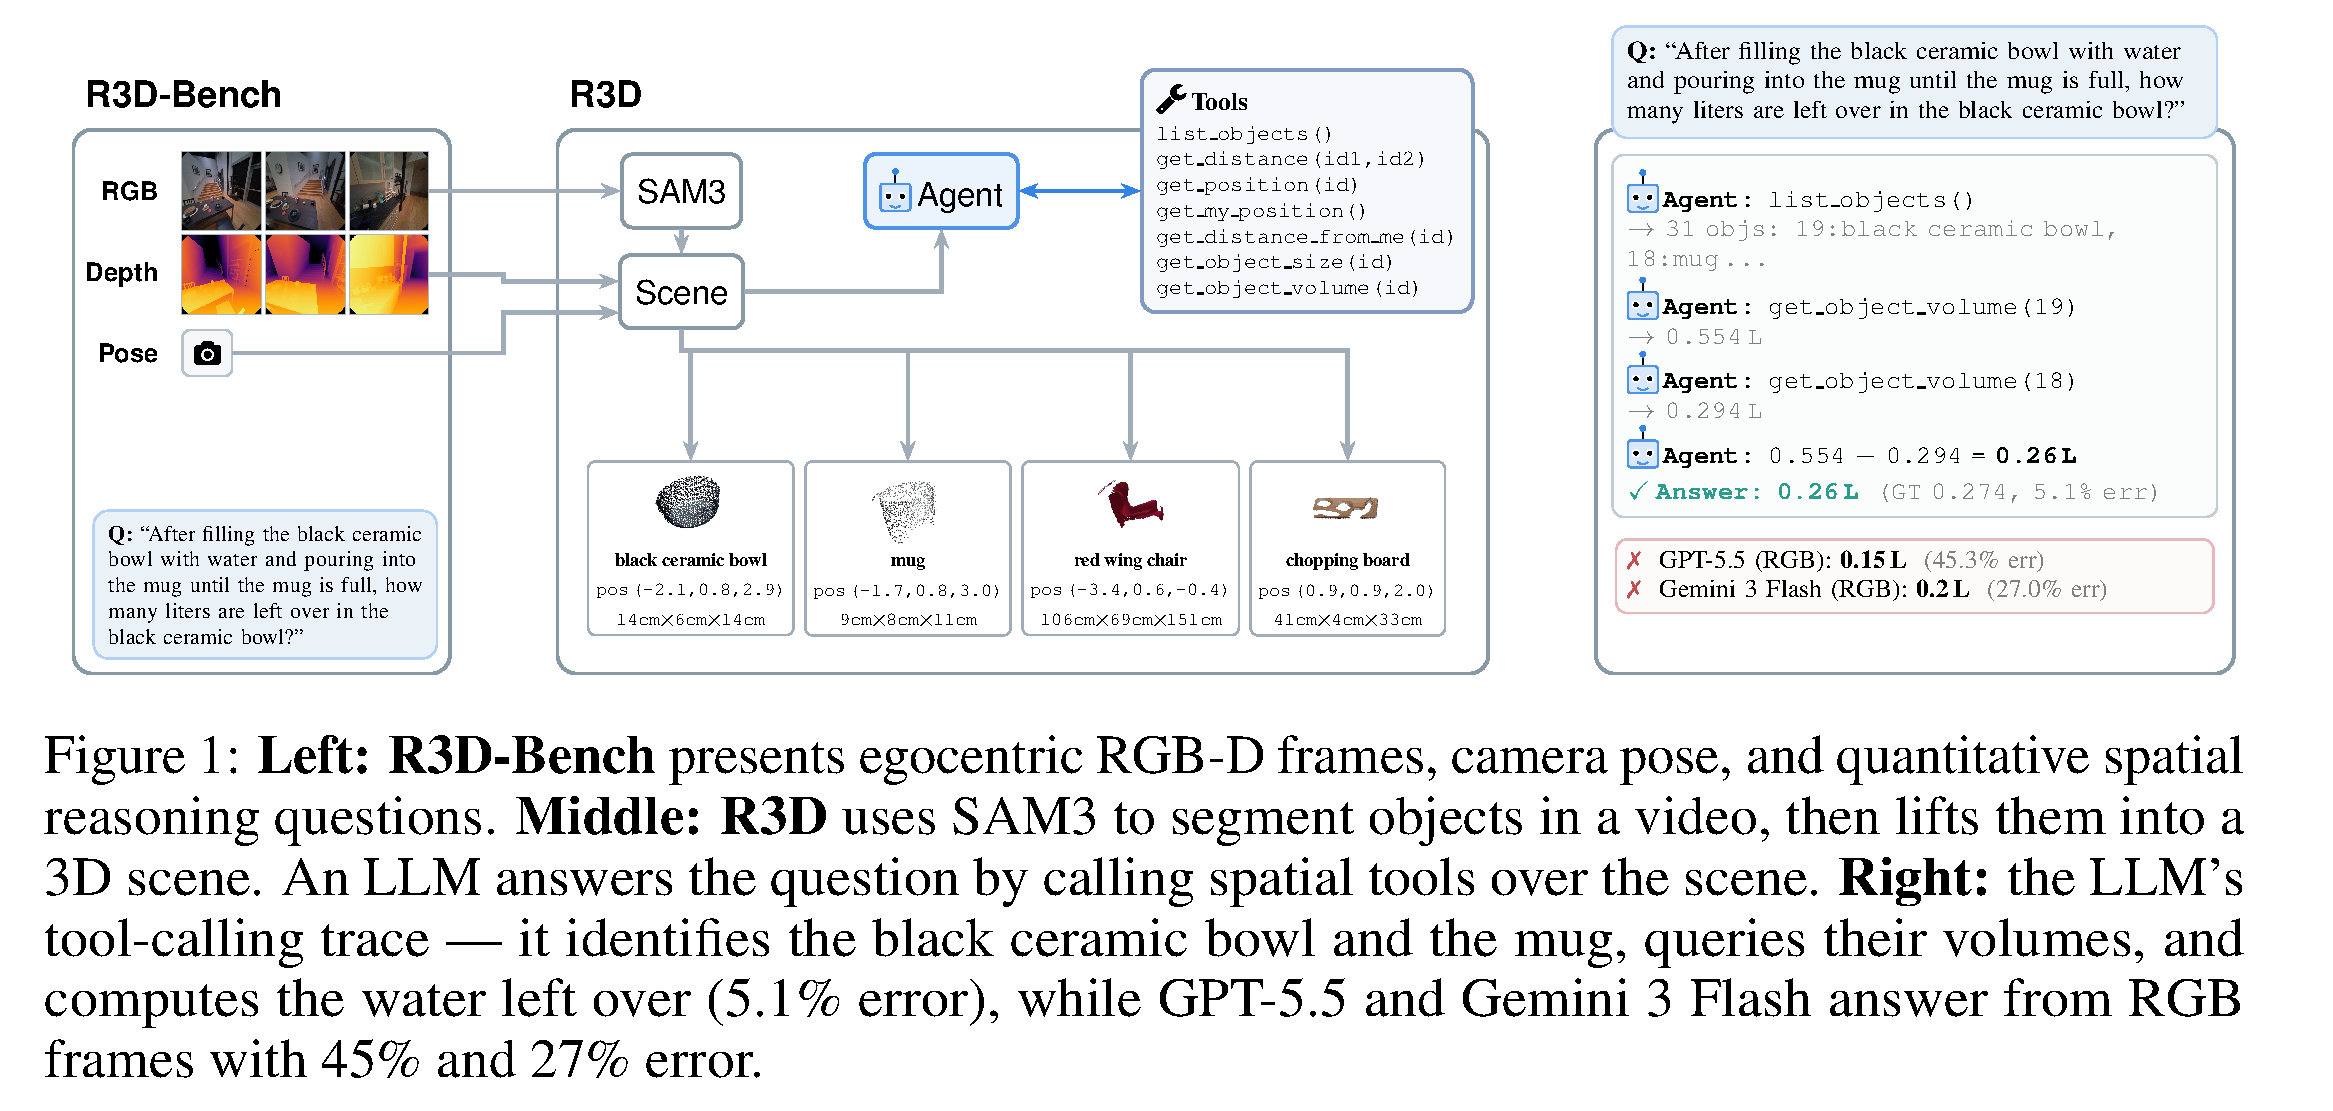 R3D-Bench
RGB
Depth
Pose
Q: “After filling the black ceramic
bowl with water and pouring into
the mug until the mug is full, how
many liters are left over in the
black ceramic bowl?”
R3D
SAM3
Scene
Agent
Tools
list_objects()
get_distance(id1,id2)
get_position(id)
get_my_position()
get_distance_from_me(id)
get_object_size(id)
get_object_volume(id)
black ceramic bowl
pos(−2.1,0.8,2.9)
14cm×6cm×14cm
mug
pos(−1.7,0.8,3.0)
9cm×8cm×11cm
red wing chair
pos(−3.4,0.6,−0.4)
106cm×69cm×151cm
chopping board
pos(0.9,0.9,2.0)
41cm×4cm×33cm
Q: “After filling the black ceramic bowl with water
and pouring into the mug until the mug is full, how
many liters are left over in the black ceramic bowl?”
Agent: list_objects()
→ 31 objs: 19:black ceramic bowl,
18:mug ...
Agent: get_object_volume(19)
→ 0.554 L
Agent: get_object_volume(18)
→ 0.294 L
Agent: 0.554 − 0.294 = 0.26 L
✓ Answer: 0.26 L (GT 0.274, 5.1% err)
✗ GPT-5.5 (RGB): 0.15 L (45.3% err)
✗ Gemini 3 Flash (RGB): 0.2 L (27.0% err)
Figure 1: Left: R3D-Bench presents egocentric RGB-D frames, camera pose, and quantitative spatial
reasoning questions. Middle: R3D uses SAM3 to segment objects in a video, then lifts them into a
3D scene. An LLM answers the question by calling spatial tools over the scene. Right: the LLM’s
tool-calling trace — it identifies the black ceramic bowl and the mug, queries their volumes, and
computes the water left over (5.1% error), while GPT-5.5 and Gemini 3 Flash answer from RGB
frames with 45% and 27% error.